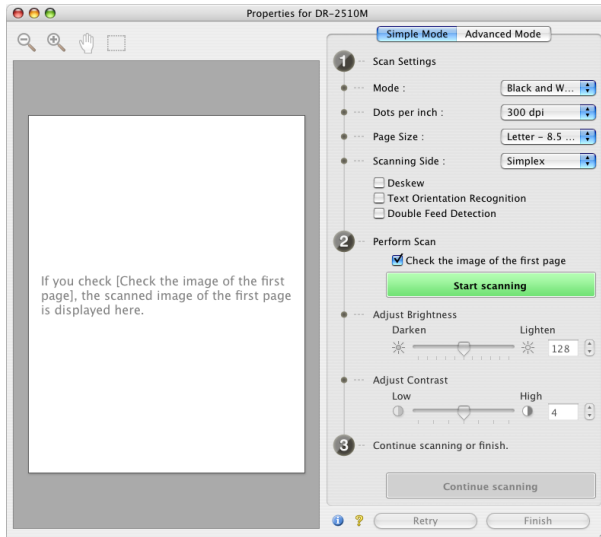 Properties for DR-2510M
Simple Mode Advanced Mode
1 Scan Settings
Mode : Black and W...
Dots per inch : 300 dpi
Page Size : Letter - 8.5 ...
Scanning Side : Simplex
Deskew
Text Orientation Recognition
Double Feed Detection
2 Perform Scan
Check the image of the first page
Start scanning
If you check [Check the image of the first
page], the scanned image of the first page
is displayed here.
Adjust Brightness
Darken Lighten
128
Adjust Contrast
Low High
4
3 Continue scanning or finish.
Continue scanning
Retry Finish